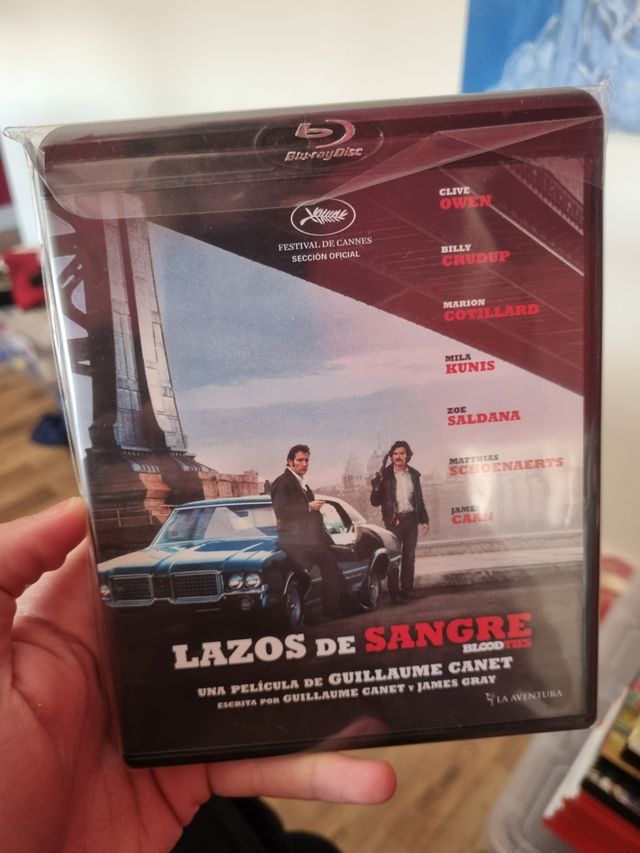 Blu-ray Disc
FESTIVAL DE CANNES
SECCIÓN OFICIAL
CLIVE
OWEN
BILLY
CRUDUP
MARION
COTILLARD
MILA
KUNIS
ZOE
SALDANA
MATTHIAS
SCHOENAERTS
JAMES
CAAN
LAZOS DE SANGRE
BLOOD TIES
UNA PELÍCULA DE GUILLAUME CANET
ESCRITA POR GUILLAUME CANET Y JAMES GRAY
LA AVENTURA